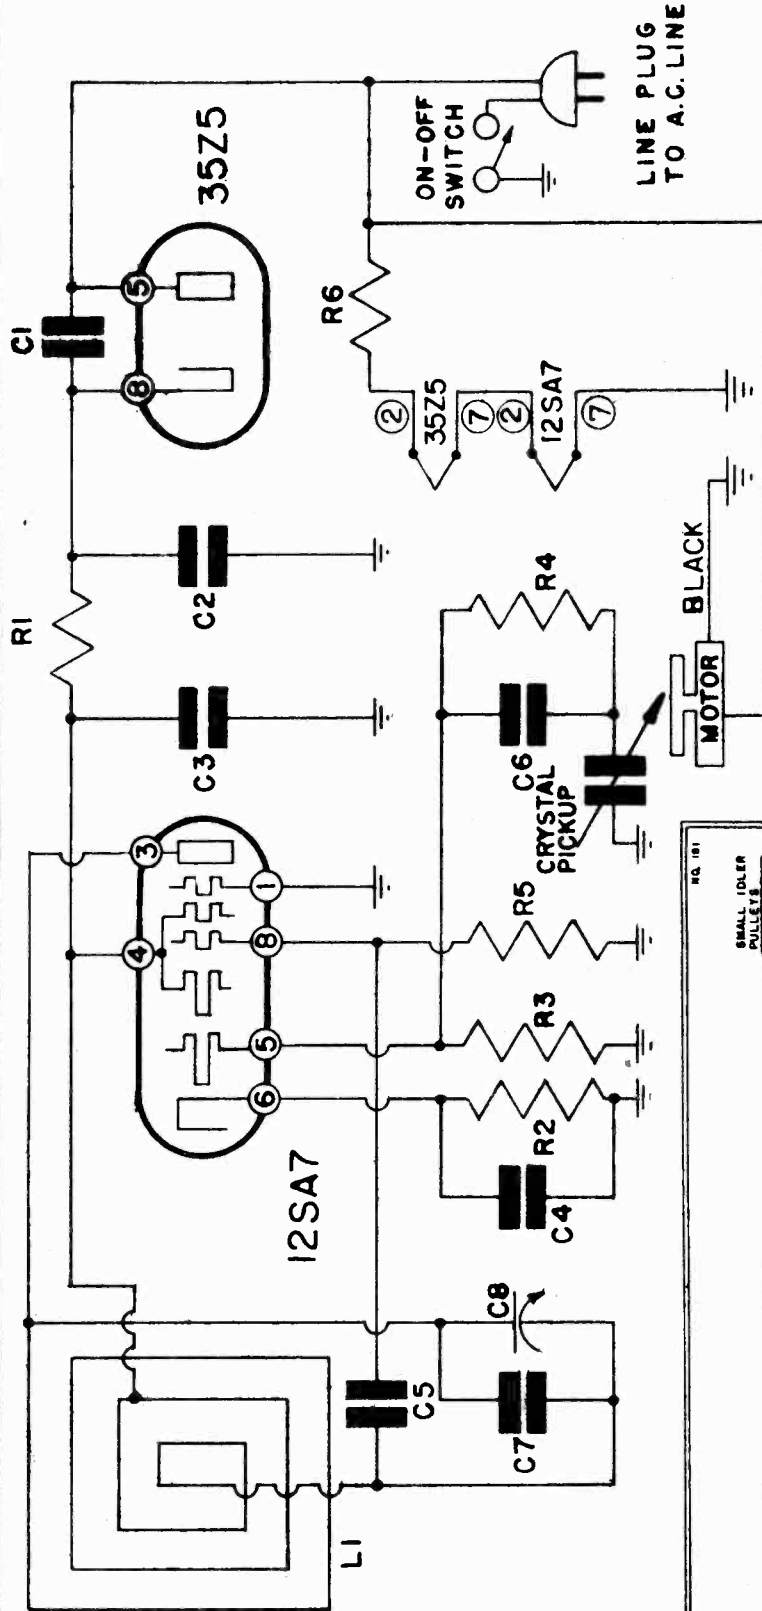 C1
35Z5
5
8
R1
C2
C3
3
4
1
8
5
6
12SA7
L1
ON-OFF
SWITCH
LINE PLUG
TO A.C. LINE
R6
2
35Z5
7
2
12SA7
7
R4
C6
CRYSTAL
PICKUP
R5
R3
R2
C4
C5
C8
C7
BLACK
MOTOR
NO. 191
SMALL IDLER
PULLEYS